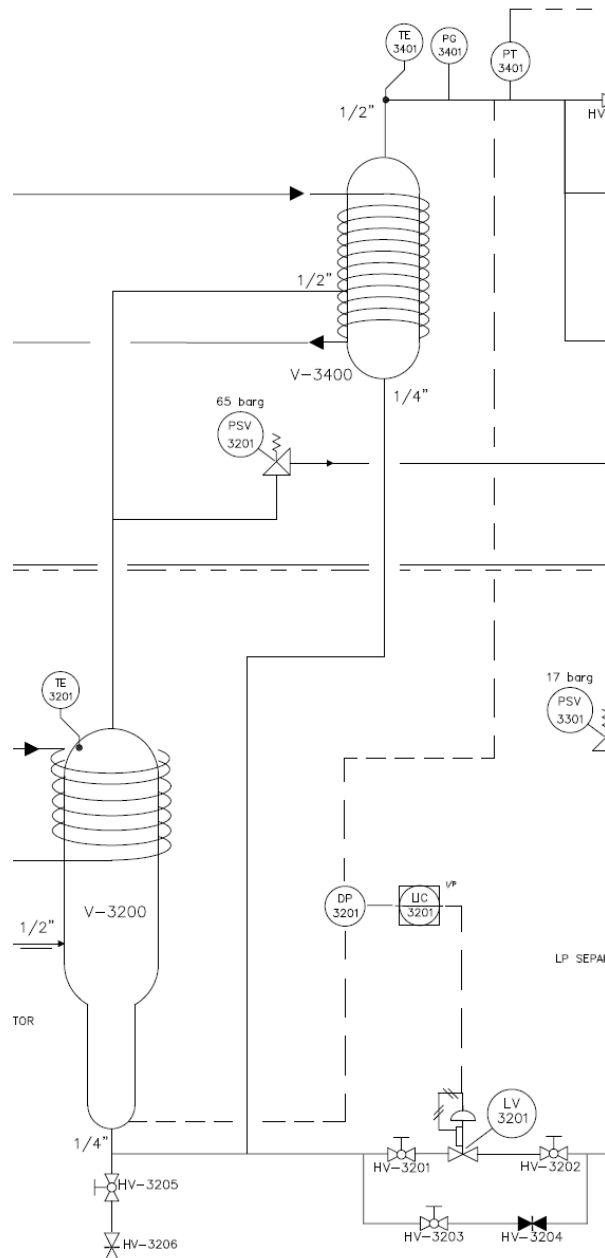 TE
3401
PG
3401
PT
3401
1/2"
HV
1/2"
V-3400
1/4"
65 barg
PSV
3201
TE
3201
17 barg
PSV
3301
V-3200
1/2"
DP
3201
LIC
3201
I/P
LP SEPA
TOR
LV
3201
1/4"
HV-3201
HV-3202
HV-3205
HV-3203
HV-3204
HV-3206